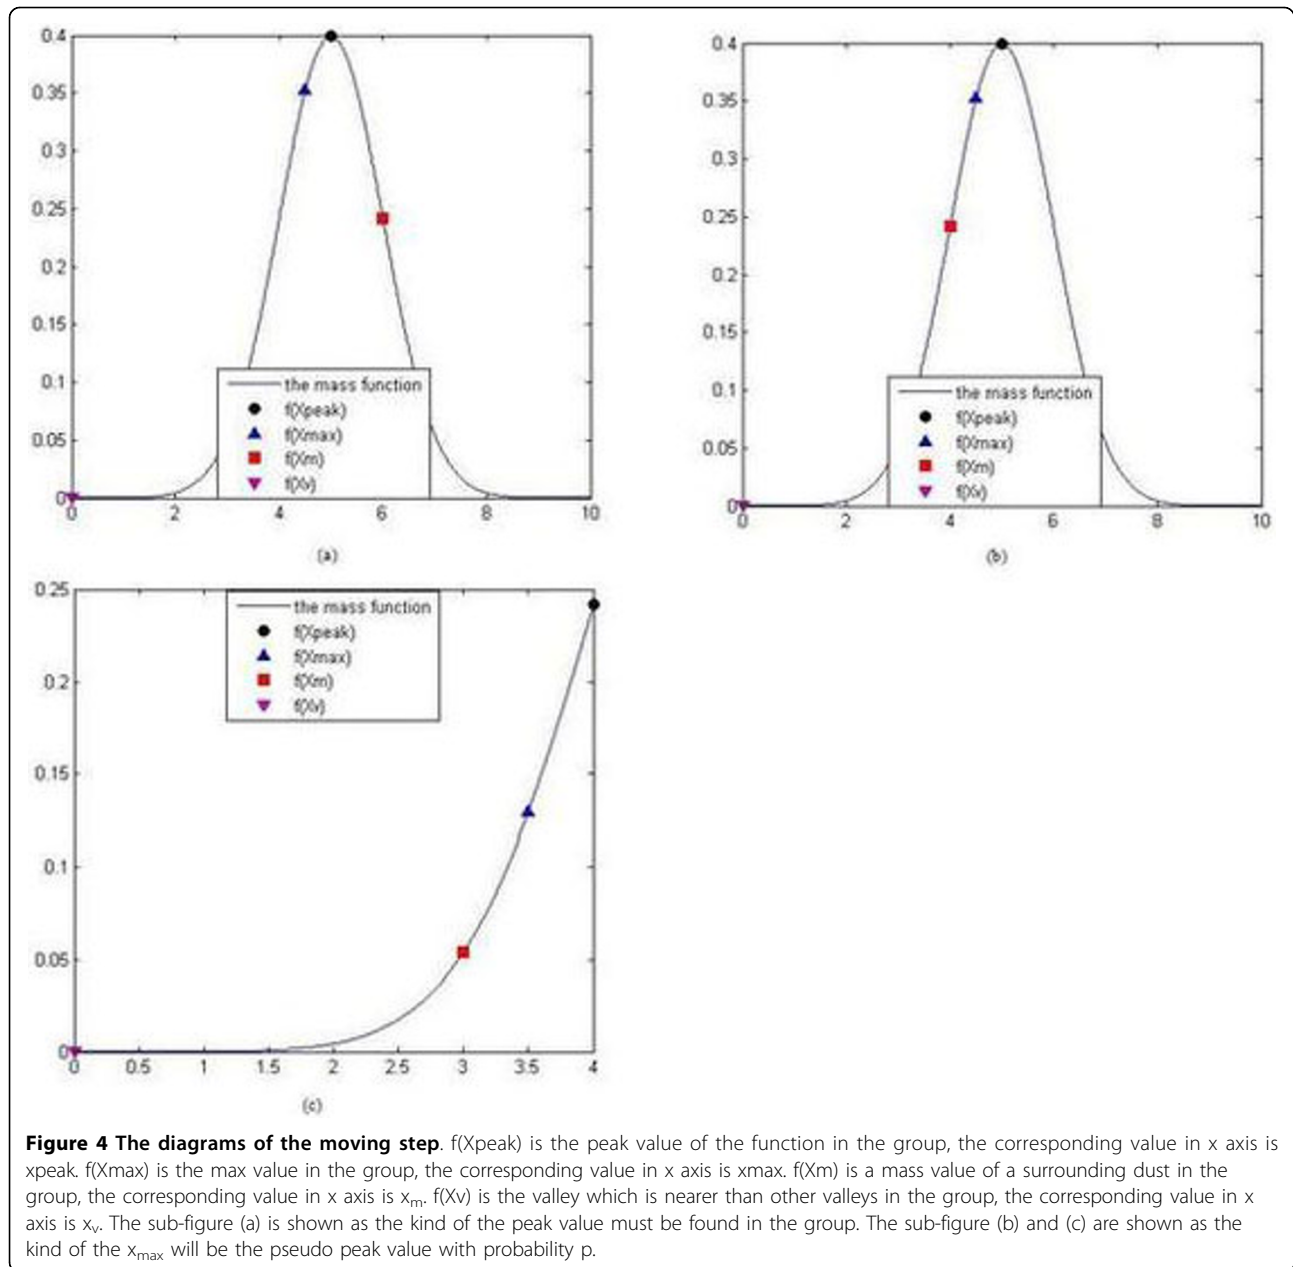 0.4
0.35
0.3
0.25
0.2
0.15
0.1
0.05
0
0 2 4 6 8 10
the mass function
f(Xpeak)
f(Xmax)
f(Xm)
f(Xv)
(a)
0.4
0.35
0.3
0.25
0.2
0.15
0.1
0.05
0
0 2 4 6 8 10
the mass function
f(Xpeak)
f(Xmax)
f(Xm)
f(Xv)
(b)
0.25
0.2
0.15
0.1
0.05
0
0 0.5 1 1.5 2 2.5 3 3.5 4
the mass function
f(Xpeak)
f(Xmax)
f(Xm)
f(Xv)
(c)
Figure 4 The diagrams of the moving step. f(Xpeak) is the peak value of the function in the group, the corresponding value in x axis is
xpeak. f(Xmax) is the max value in the group, the corresponding value in x axis is xmax. f(Xm) is a mass value of a surrounding dust in the
group, the corresponding value in x axis is xm. f(Xv) is the valley which is nearer than other valleys in the group, the corresponding value in x
axis is xv. The sub-figure (a) is shown as the kind of the peak value must be found in the group. The sub-figure (b) and (c) are shown as the
kind of the xmax will be the pseudo peak value with probability p.